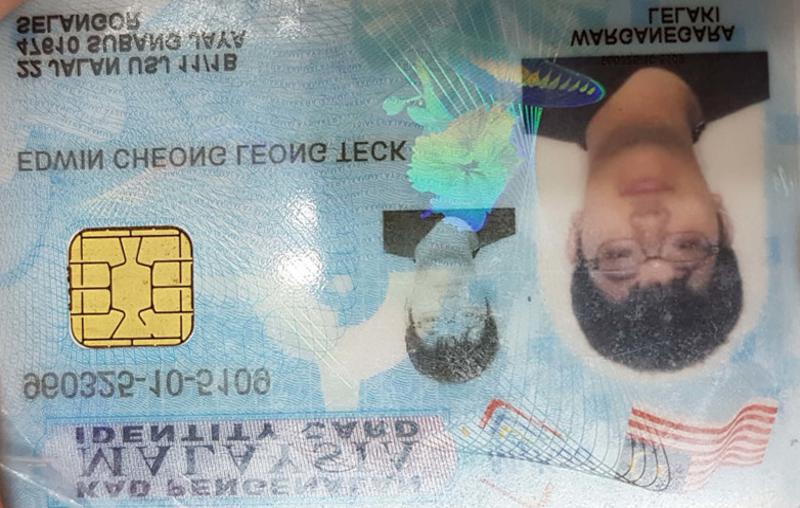 KAD PENGENALAN
MALAYSIA
IDENTITY CARD
960325-10-5109
EDWIN CHEONG LEONG TECK
22 JALAN USJ 11/1B
47610 SUBANG JAYA
SELANGOR
WARGANEGARA
LELAKI